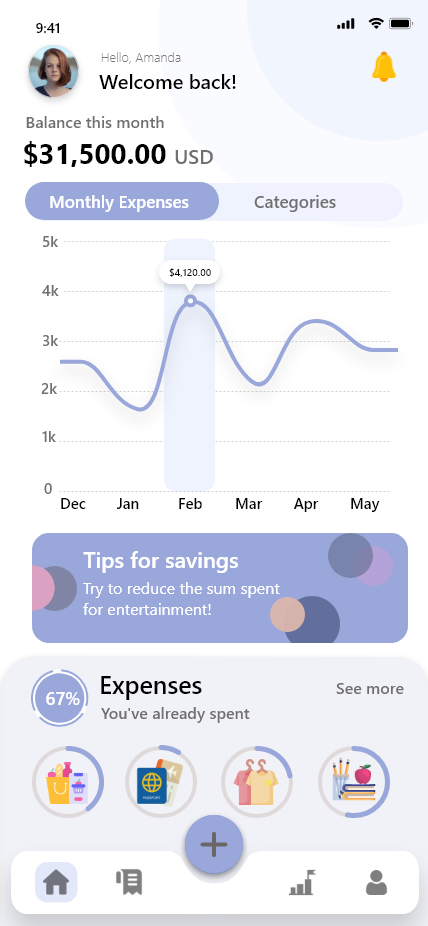 9:41
Hello, Amanda
Welcome back!
Balance this month
$31,500.00 USD
Monthly Expenses Categories
5k
$4,120.00
4k
3k
2k
1k
0
Dec Jan Feb Mar Apr May
Tips for savings
Try to reduce the sum spent
for entertainment!
67% Expenses See more
You've already spent
PASSPORT